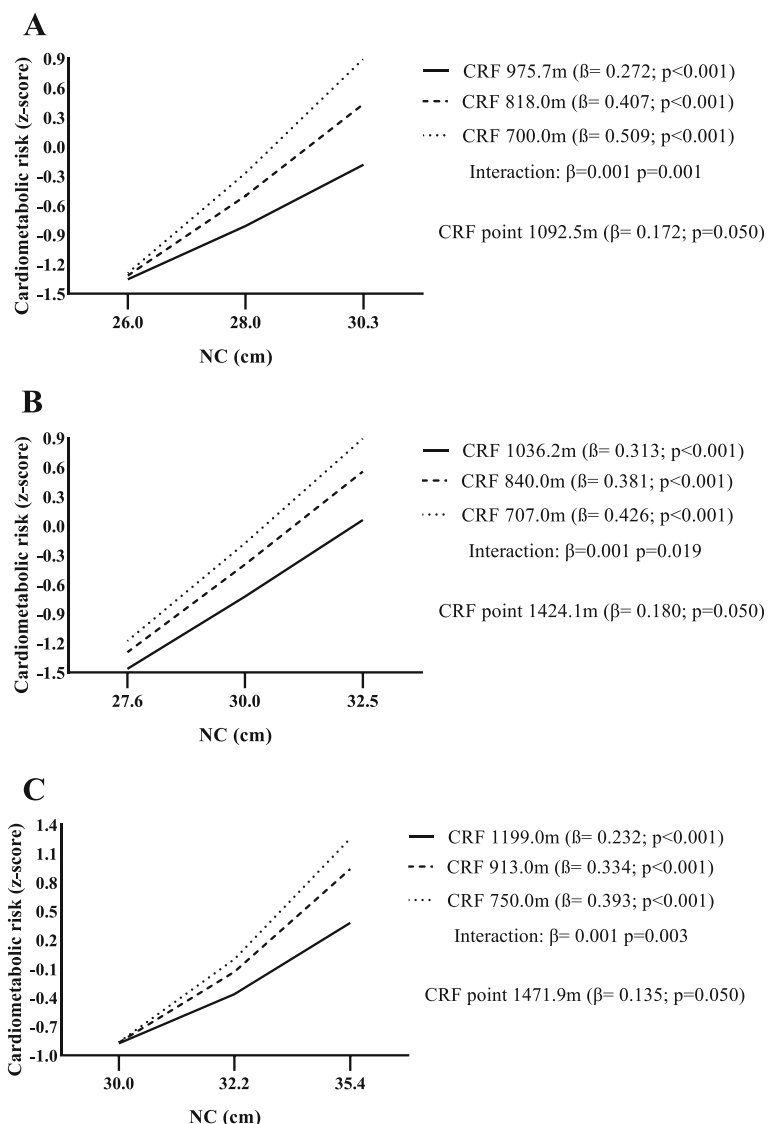 A
Cardiometabolic risk (z-score)
0.9
0.6
0.3
0.0
-0.3
-0.6
-0.9
-1.2
-1.5
26.0 28.0 30.3
NC (cm)
CRF 975.7m (ß= 0.272; p<0.001)
CRF 818.0m (ß= 0.407; p<0.001)
CRF 700.0m (ß= 0.509; p<0.001)
Interaction: β=0.001 p=0.001
CRF point 1092.5m (β= 0.172; p=0.050)
B
Cardiometabolic risk (z-score)
0.9
0.6
0.3
0.0
-0.3
-0.6
-0.9
-1.2
-1.5
27.6 30.0 32.5
NC (cm)
CRF 1036.2m (ß= 0.313; p<0.001)
CRF 840.0m (ß= 0.381; p<0.001)
CRF 707.0m (ß= 0.426; p<0.001)
Interaction: β=0.001 p=0.019
CRF point 1424.1m (β= 0.180; p=0.050)
C
Cardiometabolic risk (z-score)
1.4
1.1
0.8
0.5
0.2
-0.1
-0.4
-0.7
-1.0
30.0 32.2 35.4
NC (cm)
CRF 1199.0m (ß= 0.232; p<0.001)
CRF 913.0m (ß= 0.334; p<0.001)
CRF 750.0m (ß= 0.393; p<0.001)
Interaction: β= 0.001 p=0.003
CRF point 1471.9m (β= 0.135; p=0.050)